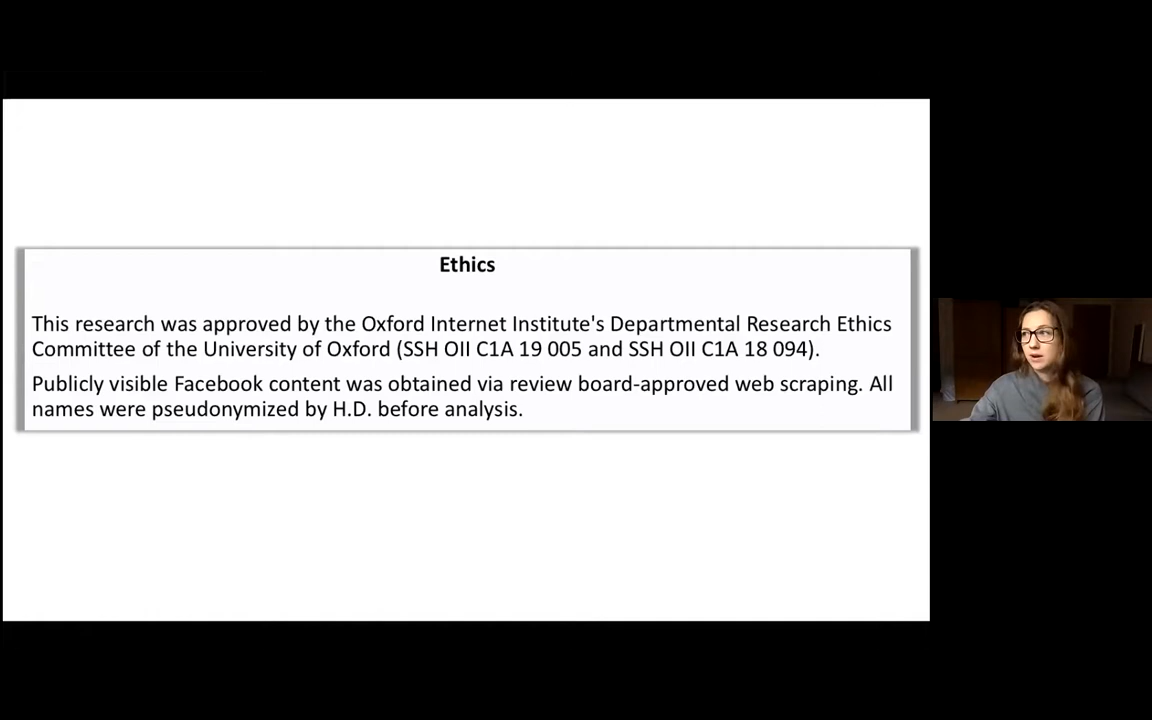 Ethics
This research was approved by the Oxford Internet Institute's Departmental Research Ethics
Committee of the University of Oxford (SSH OII C1A 19 005 and SSH OII C1A 18 094).
Publicly visible Facebook content was obtained via review board-approved web scraping. All
names were pseudonymized by H.D. before analysis.